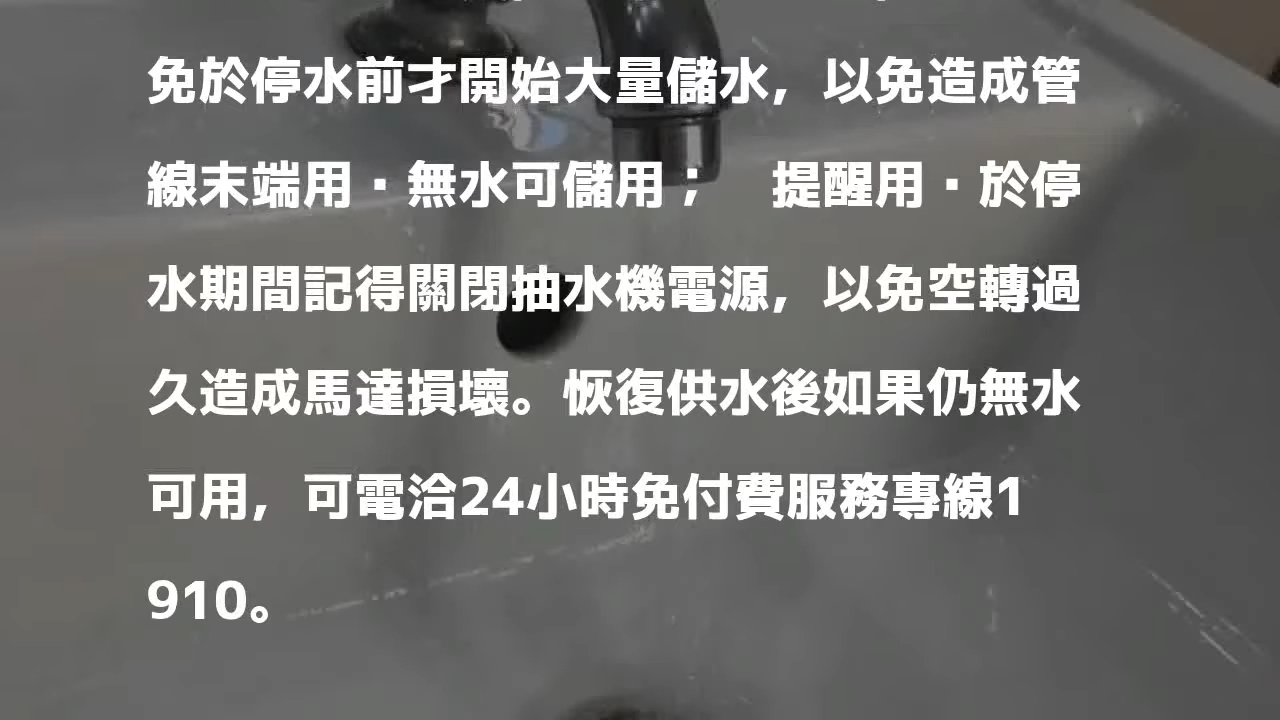 免於停水前才開始大量儲水，以免造成管
線末端用▪無水可儲用； 提醒用▪於停
水期間記得關閉抽水機電源，以免空轉過
久造成馬達損壞。恢復供水後如果仍無水
可用，可電洽24小時免付費服務專線1
910。